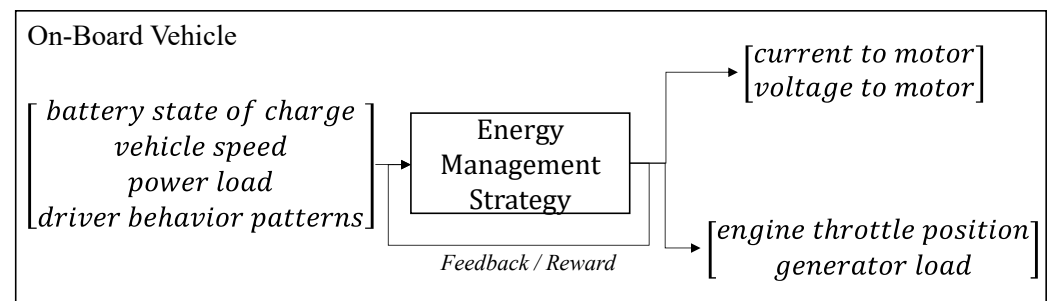 On-Board Vehicle
battery state of charge
vehicle speed
power load
driver behavior patterns
Energy
Management
Strategy
Feedback / Reward
current to motor
voltage to motor
engine throttle position
generator load